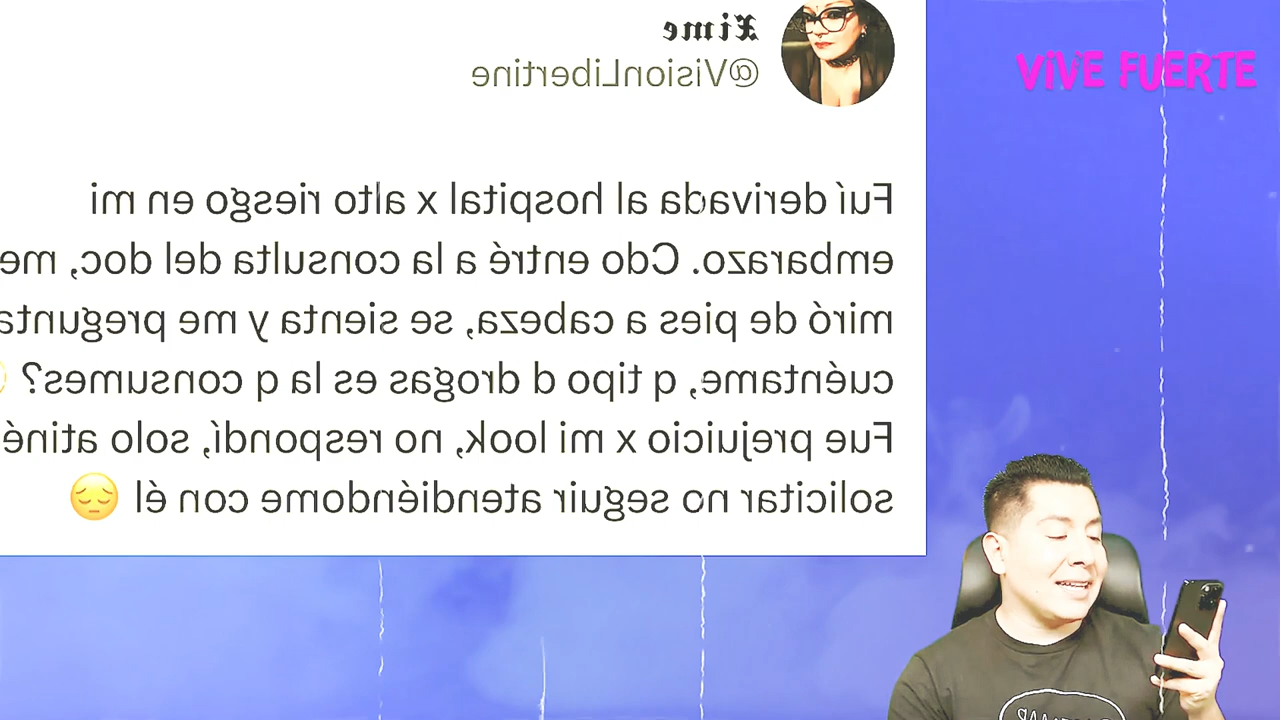 Xime
@VisionLibertine
VIVE FUERTE
Fuí derivada al hospital x alto riesgo en mi
embarazo. Cdo entré a la consulta del doc, me
miró de pies a cabeza, se sienta y me pregunta
cuéntame, q tipo d drogas es la q consumes?
Fue prejuicio x mi look, no respondí, solo atiné
solicitar no seguir atendiéndome con él 😔